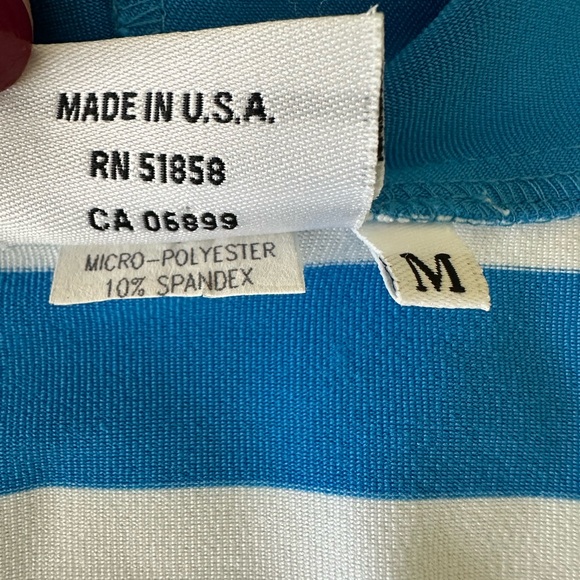 MADE IN U.S.A.
RN 51858
CA 06899
MICRO-POLYESTER
10% SPANDEX
M